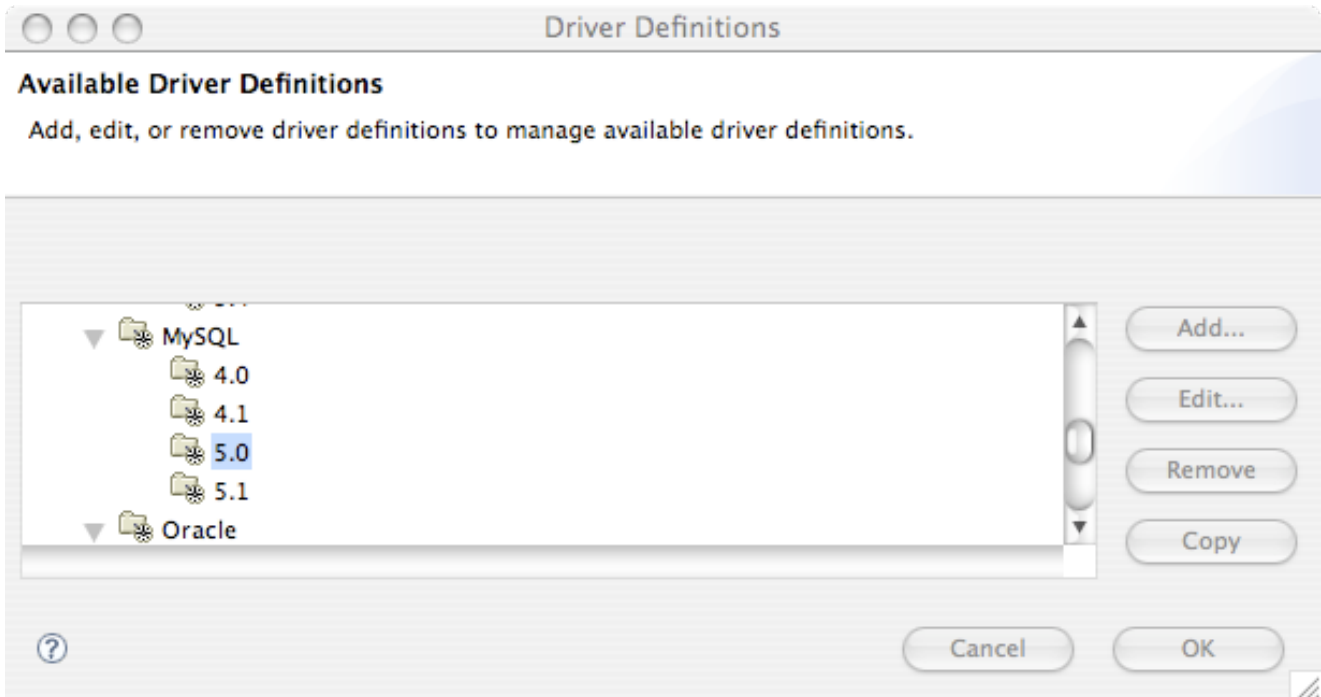 Driver Definitions
Available Driver Definitions
Add, edit, or remove driver definitions to manage available driver definitions.
MySQL
4.0
4.1
5.0
5.1
Oracle
Add...
Edit...
Remove
Copy
?
Cancel
OK